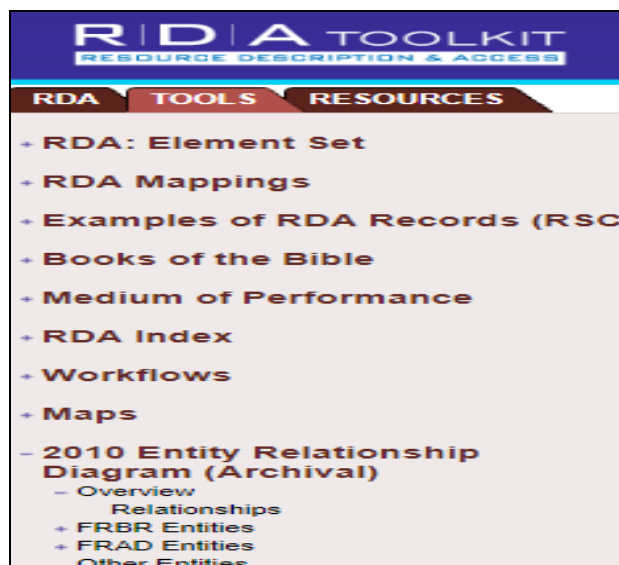 R|D|A TOOLKIT
RESOURCE DESCRIPTION & ACCESS
RDA TOOLS RESOURCES
+ RDA: Element Set
+ RDA Mappings
+ Examples of RDA Records (RSC
+ Books of the Bible
+ Medium of Performance
+ RDA Index
+ Workflows
+ Maps
- 2010 Entity Relationship
Diagram (Archival)
- Overview
Relationships
+ FRBR Entities
+ FRAD Entities
Other Entities